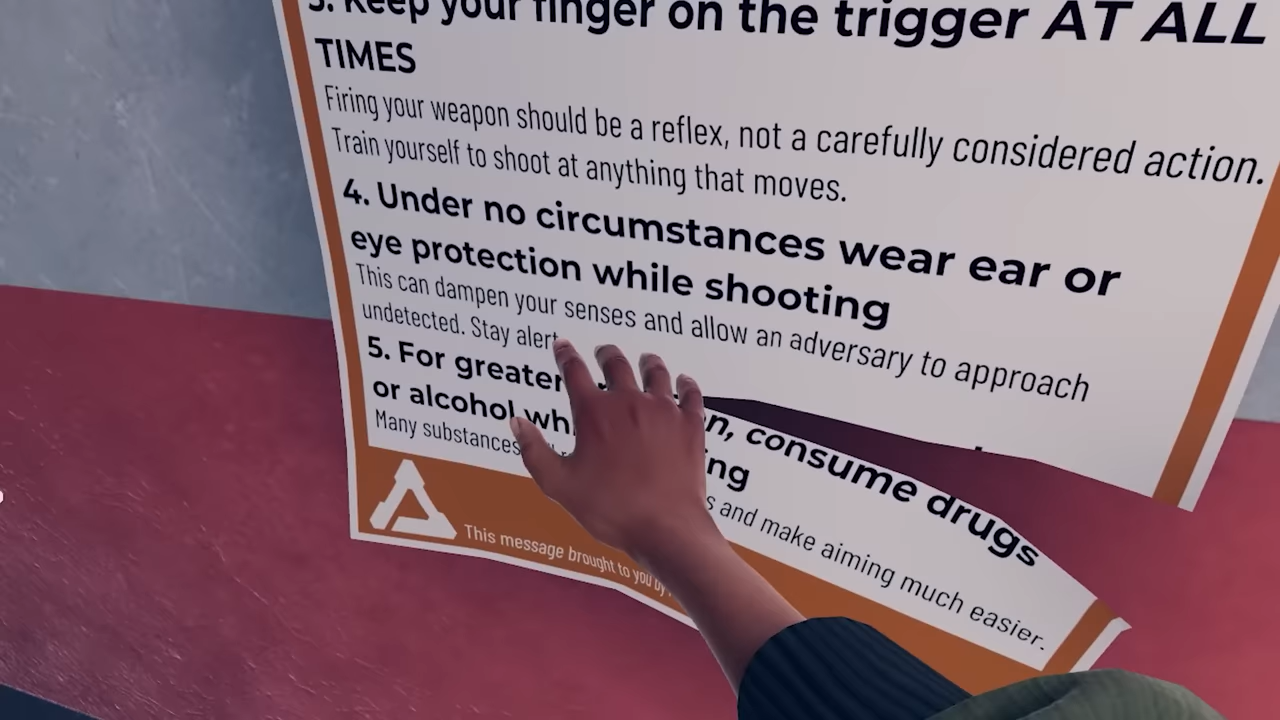 3. Keep your finger on the trigger AT ALL
TIMES
Firing your weapon should be a reflex, not a carefully considered action.
Train yourself to shoot at anything that moves.
4. Under no circumstances wear ear or
eye protection while shooting
This can dampen your senses and allow an adversary to approach
undetected. Stay alert
5. For greater consume drugs
or alcohol
Many substances and make aiming much easier.
This message brought to you by